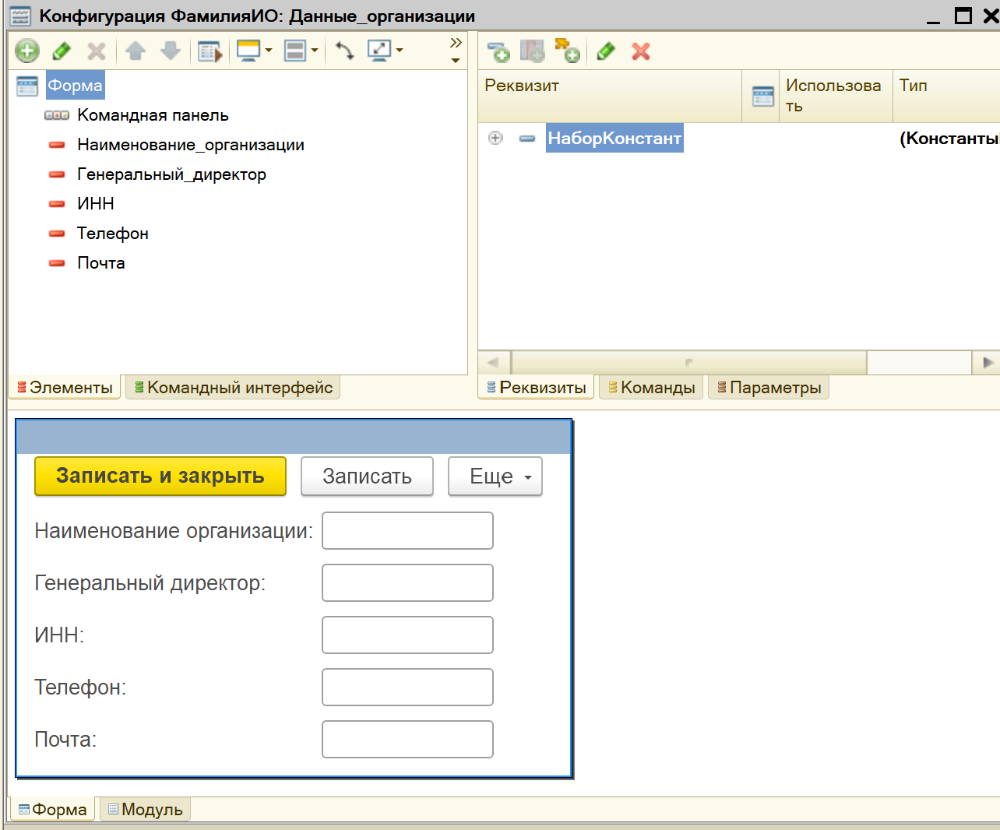 Конфигурация ФамилияИО: Данные_организации
Форма
Командная панель
Наименование_организации
Генеральный_директор
ИНН
Телефон
Почта
Элементы
Командный интерфейс
Реквизит
Использова
ть
Тип
НаборКонстант
(Константы
Реквизиты
Команды
Параметры
Записать и закрыть
Записать
Еще
Наименование организации:
Генеральный директор:
ИНН:
Телефон:
Почта:
Форма
Модуль